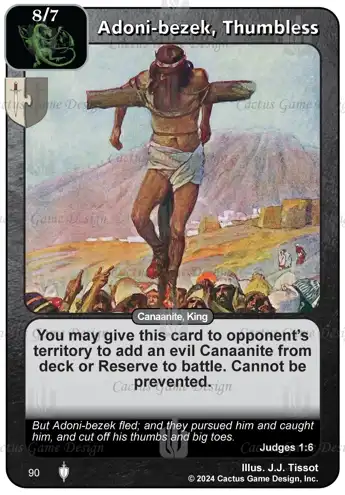 8/7
Adoni-bezek, Thumbless
Canaanite, King
You may give this card to opponent's
territory to add an evil Canaanite from
deck or Reserve to battle. Cannot be
prevented.
But Adoni-bezek fled; and they pursued him and caught
him, and cut off his thumbs and big toes.
Judges 1:6
Illus. J.J. Tissot
90
© 2024 Cactus Game Design, Inc.
Cactus Game Design